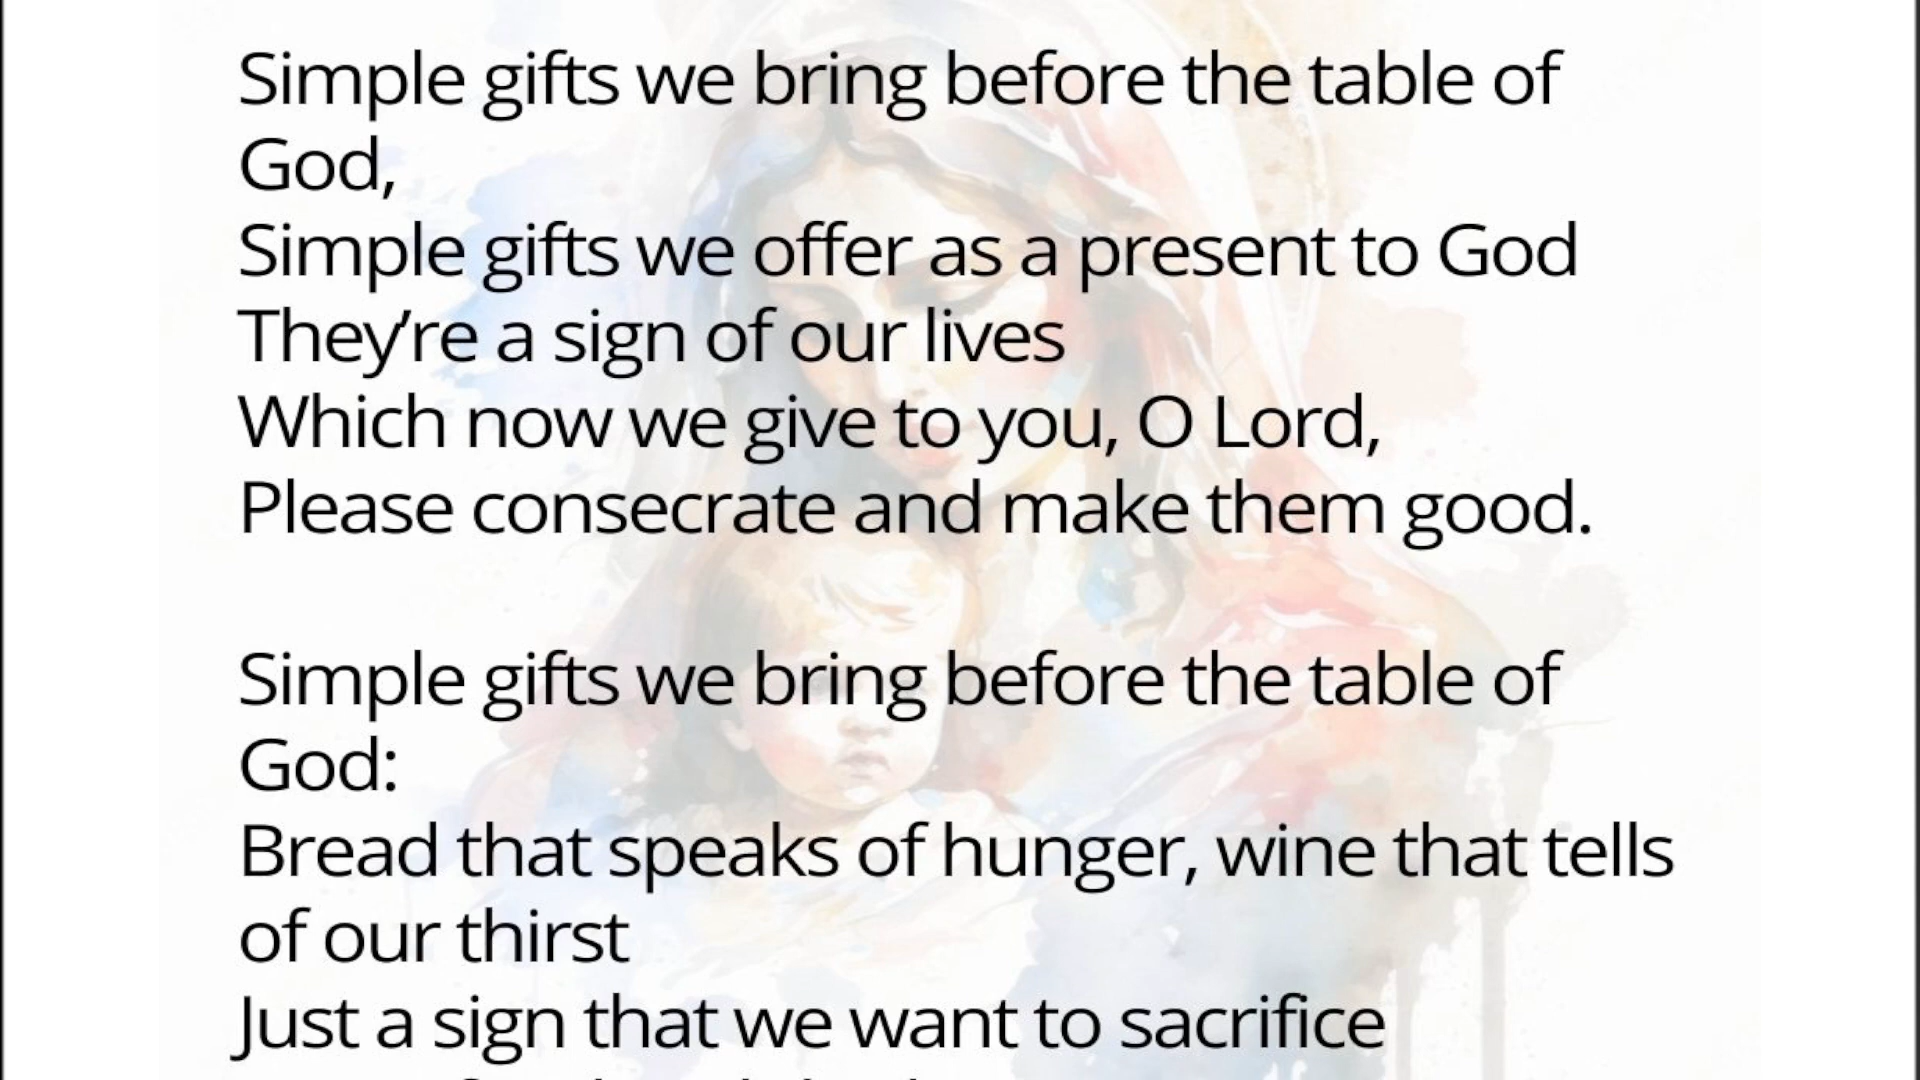 Simple gifts we bring before the table of
God,
Simple gifts we offer as a present to God
They're a sign of our lives
Which now we give to you, O Lord,
Please consecrate and make them good.
Simple gifts we bring before the table of
God:
Bread that speaks of hunger, wine that tells
of our thirst
Just a sign that we want to sacrifice